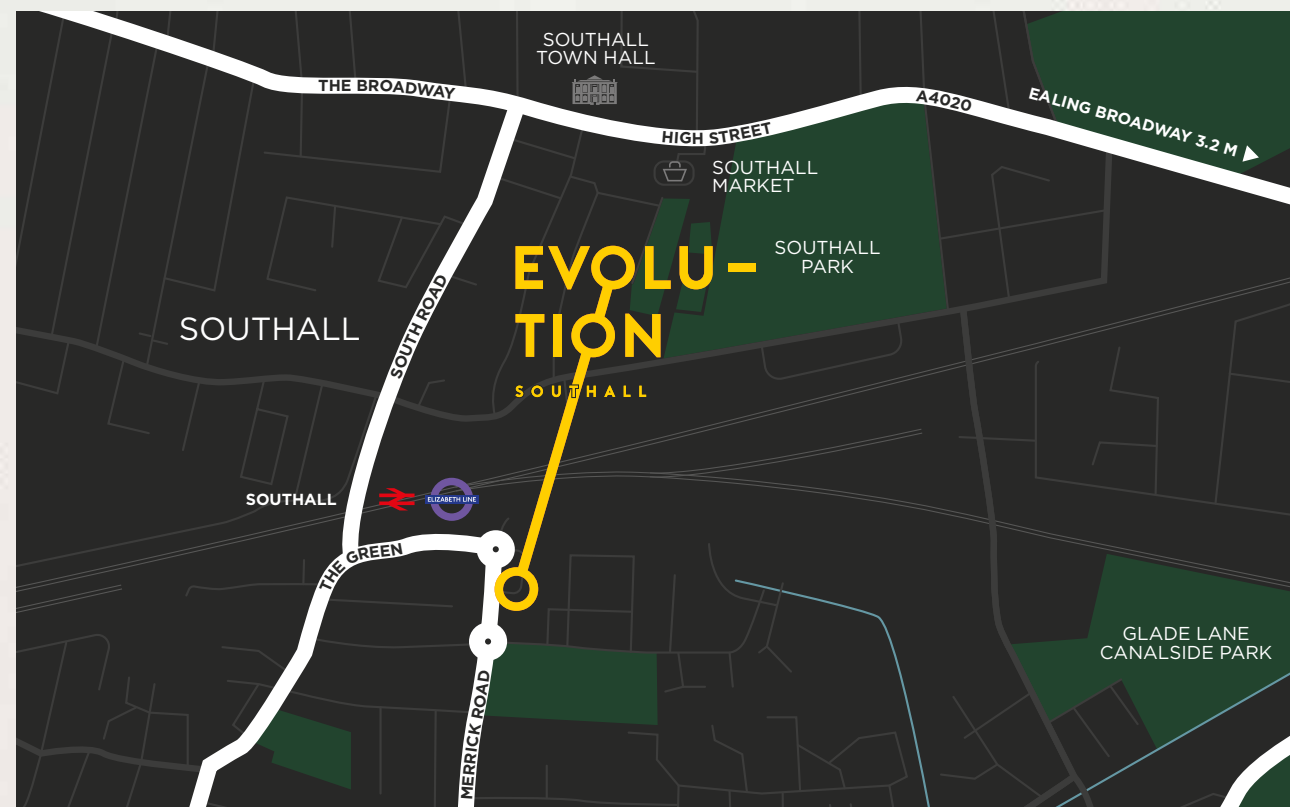 SOUTHALL
TOWN HALL
THE BROADWAY
HIGH STREET
A4020
EALING BROADWAY 3.2 M
SOUTHALL
MARKET
SOUTHALL
PARK
EVOLU–
TION
SOUTHALL
SOUTH ROAD
SOUTHALL
SOUTHALL
ELIZABETH LINE
THE GREEN
GLADE LANE
CANALSIDE PARK
MERRICK ROAD